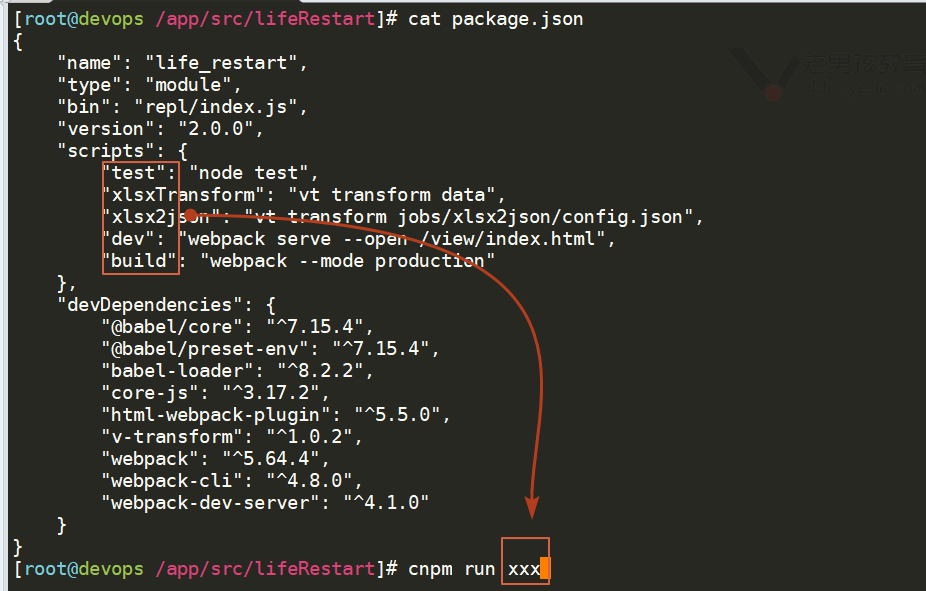 [root@devops /app/src/lifeRestart]# cat package.json
{
    "name": "life_restart",
    "type": "module",
    "bin": "repl/index.js",
    "version": "2.0.0",
    "scripts": {
        "test": "node test",
        "xlsxTransform": "vt transform data",
        "xlsx2json": "vt transform jobs/xlsx2json/config.json",
        "dev": "webpack serve --open /view/index.html",
        "build": "webpack --mode production"
    },
    "devDependencies": {
        "@babel/core": "^7.15.4",
        "@babel/preset-env": "^7.15.4",
        "babel-loader": "^8.2.2",
        "core-js": "^3.17.2",
        "html-webpack-plugin": "^5.5.0",
        "v-transform": "^1.0.2",
        "webpack": "^5.64.4",
        "webpack-cli": "^4.8.0",
        "webpack-dev-server": "^4.1.0"
    }
}
[root@devops /app/src/lifeRestart]# cnpm run xxx